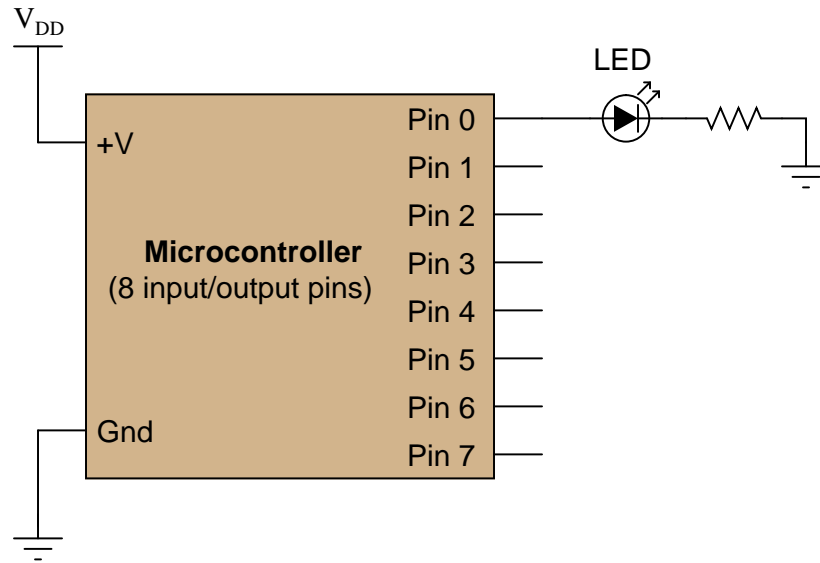 V_DD
LED
+V
Pin 0
Pin 1
Pin 2
Microcontroller
(8 input/output pins)
Pin 3
Pin 4
Pin 5
Pin 6
Gnd
Pin 7